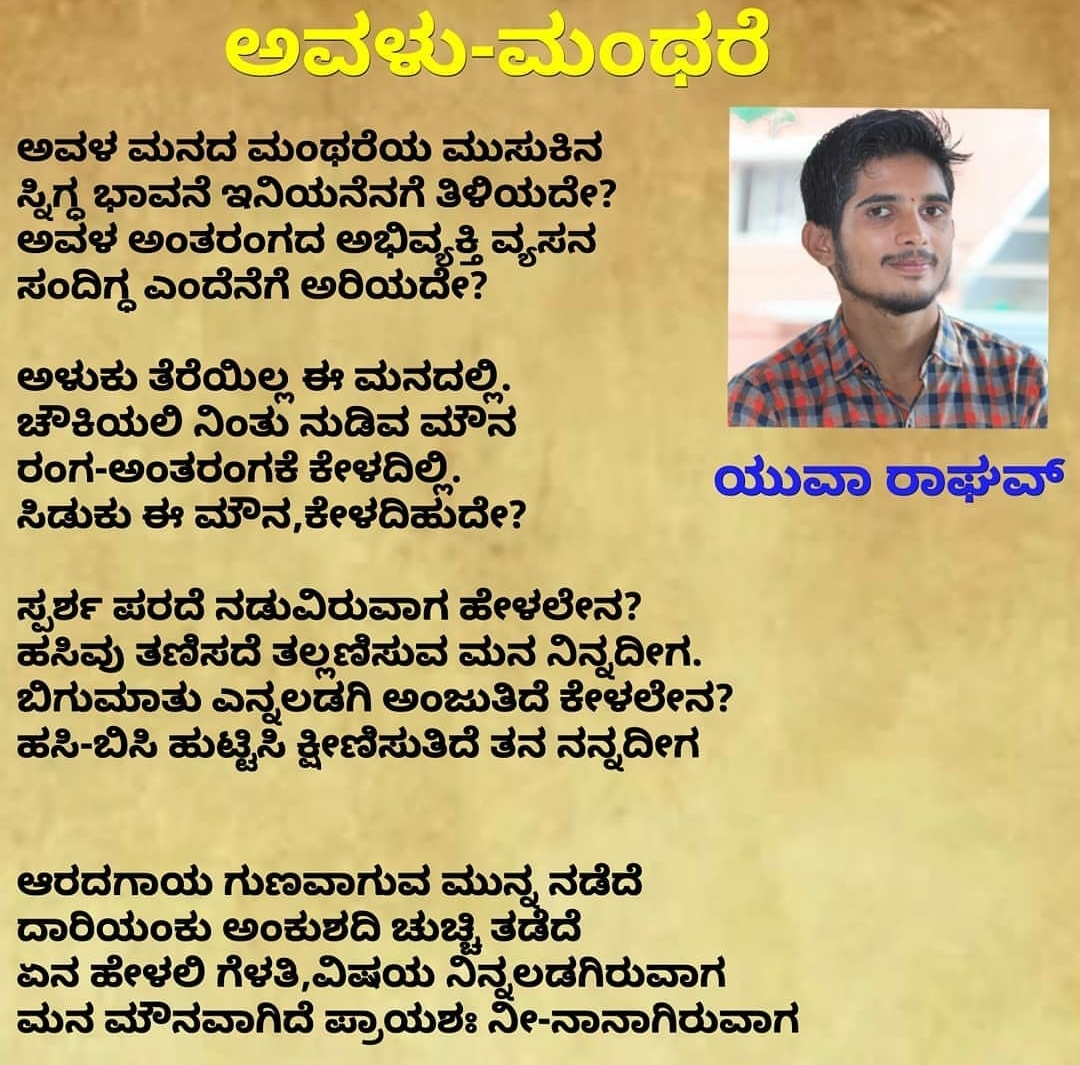 ಅವಳು-ಮಂಥರೆ
ಅವಳ ಮನದ ಮಂಥರೆಯ ಮುಸುಕಿನ
ಸ್ನಿಗ್ಧ ಭಾವನೆ ಇನಿಯನೆನಗೆ ತಿಳಿಯದೇ?
ಅವಳ ಅಂತರಂಗದ ಅಭಿವ್ಯಕ್ತಿ ವ್ಯಸನ
ಸಂದಿಗ್ಧ ಎಂದೆನೆಗೆ ಅರಿಯದೇ?
ಅಳುಕು ತೆರೆಯಿಲ್ಲ ಈ ಮನದಲ್ಲಿ.
ಚೌಕಿಯಲಿ ನಿಂತು ನುಡಿವ ಮೌನ
ರಂಗ-ಅಂತರಂಗಕೆ ಕೇಳದಿಲ್ಲಿ.
ಸಿಡುಕು ಈ ಮೌನ,ಕೇಳದಿಹುದೇ?
ಯುವಾ ರಾಘವ್
ಸ್ಪರ್ಶ ಪರದೆ ನಡುವಿರುವಾಗ ಹೇಳಲೇನ?
ಹಸಿವು ತಣಿಸದೆ ತಲ್ಲಣಿಸುವ ಮನ ನಿನ್ನದೀಗ.
ಬಿಗುಮಾತು ಎನ್ನಲಡಗಿ ಅಂಜುತಿದೆ ಕೇಳಲೇನ?
ಹಸಿ-ಬಿಸಿ ಹುಟ್ಟಿಸಿ ಕ್ಷೀಣಿಸುತಿದೆ ತನ ನನ್ನದೀಗ
ಆರದಗಾಯ ಗುಣವಾಗುವ ಮುನ್ನ ನಡೆದೆ
ದಾರಿಯಂಕು ಅಂಕುಶದಿ ಚುಚ್ಚಿ ತಡೆದೆ
ಏನ ಹೇಳಲಿ ಗೆಳತಿ,ವಿಷಯ ನಿನ್ನಲಡಗಿರುವಾಗ
ಮನ ಮೌನವಾಗಿದೆ ಪ್ರಾಯಶಃ ನೀ-ನಾನಾಗಿರುವಾಗ